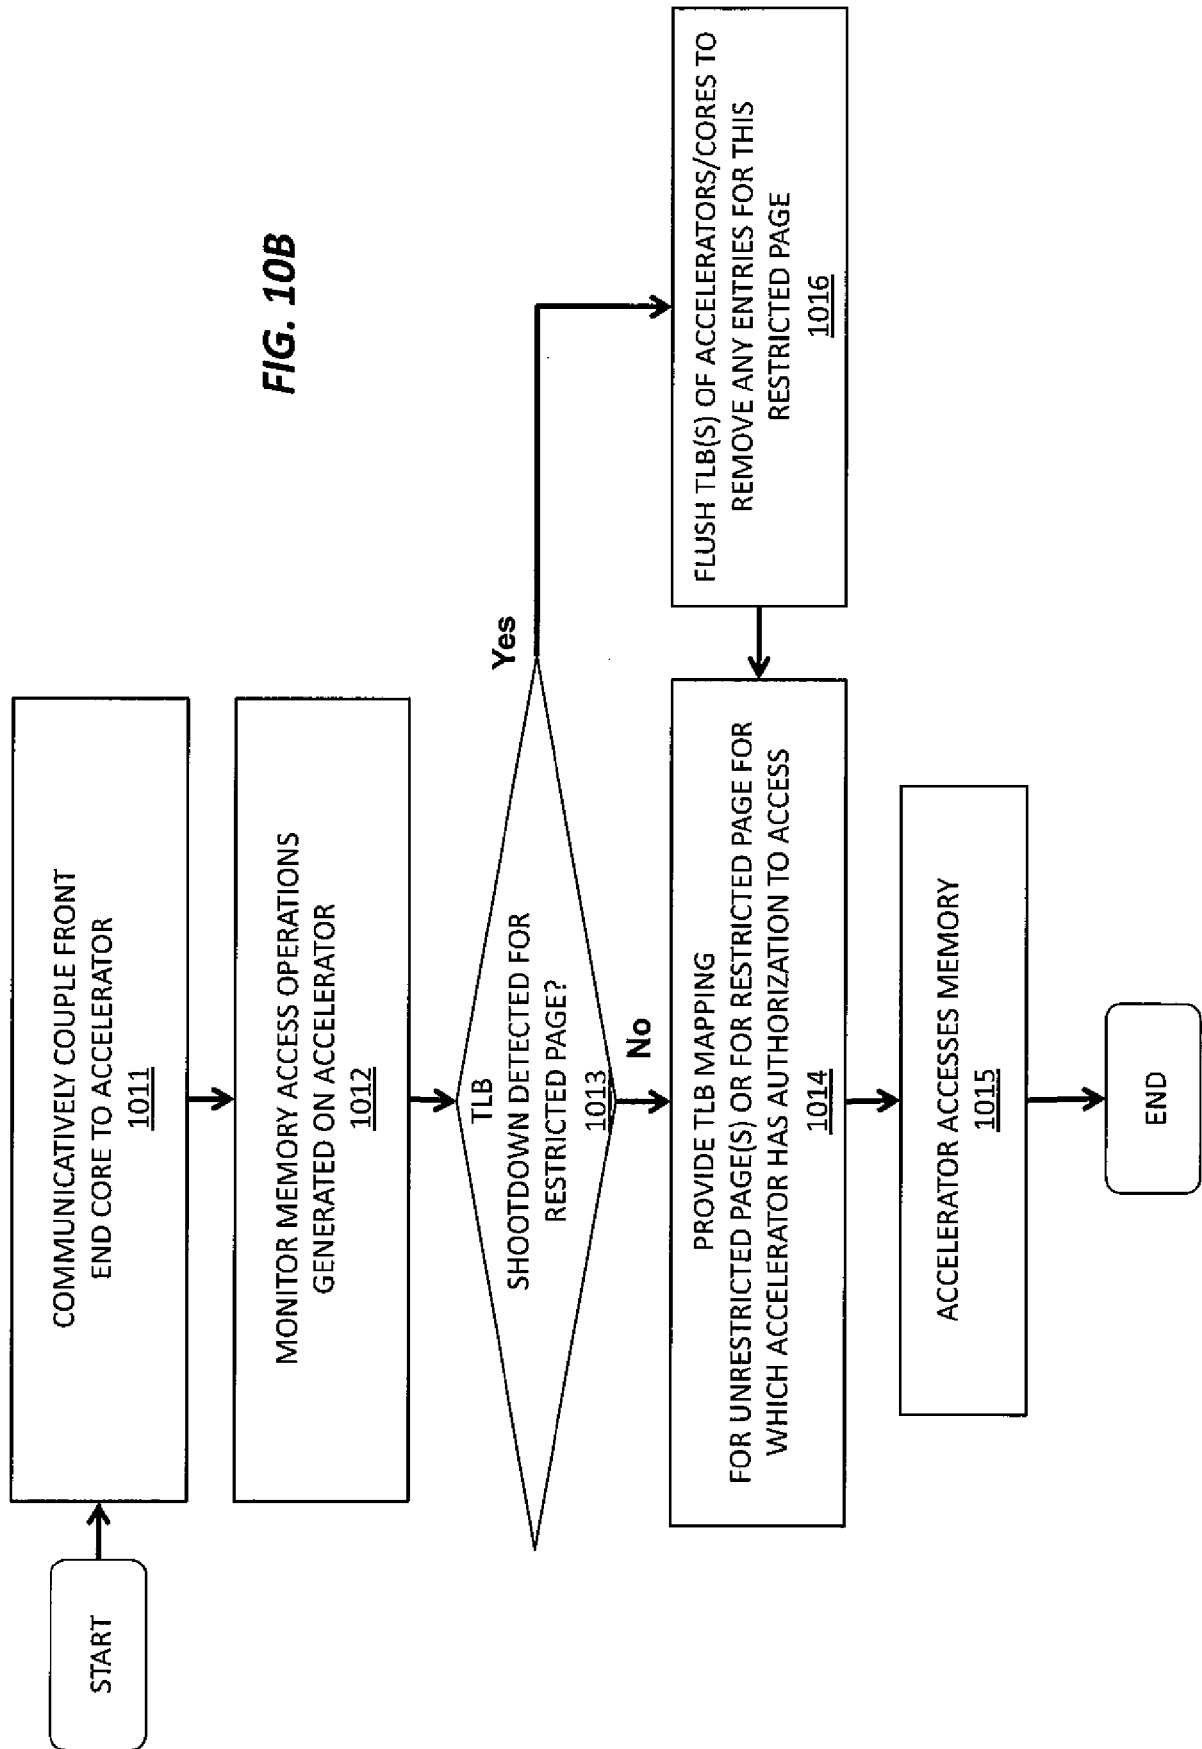 FIG. 10B
START
COMMUNICATIVELY COUPLE FRONT
END CORE TO ACCELERATOR
1011
MONITOR MEMORY ACCESS OPERATIONS
GENERATED ON ACCELERATOR
1012
TLB
SHOOTDOWN DETECTED FOR
RESTRICTED PAGE?
1013
Yes
No
FLUSH TLB(S) OF ACCELERATORS/CORES TO
REMOVE ANY ENTRIES FOR THIS
RESTRICTED PAGE
1016
PROVIDE TLB MAPPING
FOR UNRESTRICTED PAGE(S) OR FOR RESTRICTED PAGE FOR
WHICH ACCELERATOR HAS AUTHORIZATION TO ACCESS
1014
ACCELERATOR ACCESSES MEMORY
1015
END